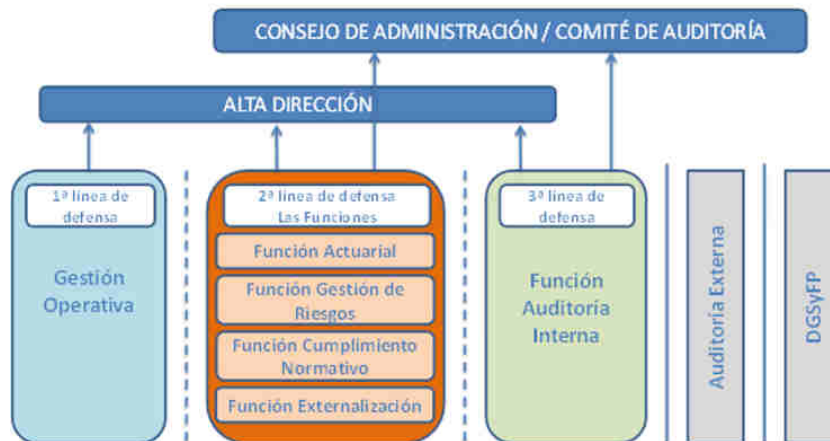 CONSEJO DE ADMINISTRACIÓN / COMITÉ DE AUDITORÍA
ALTA DIRECCIÓN
1ª línea de
defensa
Gestión
Operativa
2ª línea de defensa
Las Funciones
Función Actuarial
Función Gestión de
Riesgos
Función Cumplimiento
Normativo
Función Externalización
3ª línea de
defensa
Función
Auditoría
Interna
Auditoría Externa
DGSyFP